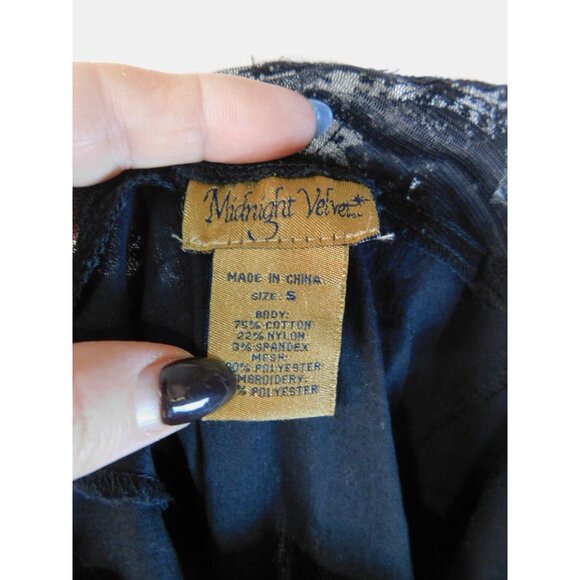 Midnight Velvet
MADE IN CHINA
SIZE: S
BODY:
75% COTTON
22% NYLON
3% SPANDEX
MESH:
POLYESTER
POLYESTER